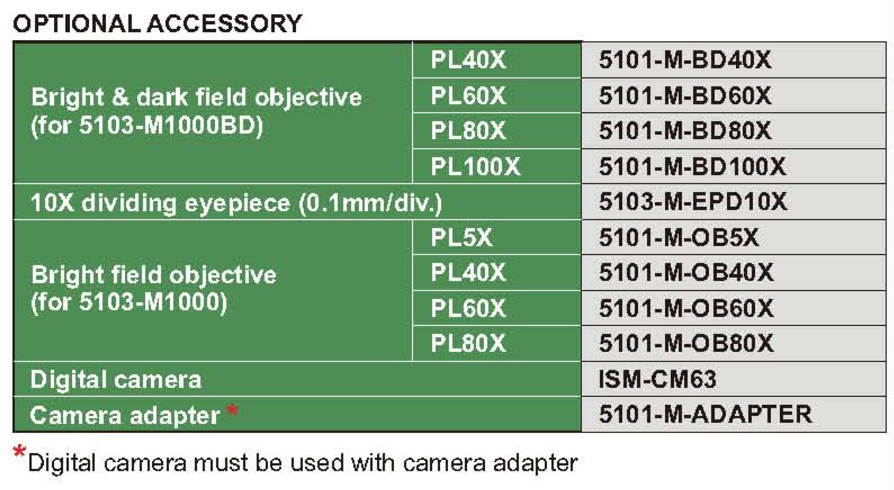 OPTIONAL ACCESSORY
Bright & dark field objective
(for 5103-M1000BD)
PL40X 5101-M-BD40X
PL60X 5101-M-BD60X
PL80X 5101-M-BD80X
PL100X 5101-M-BD100X
10X dividing eyepiece (0.1mm/div.) 5103-M-EPD10X
Bright field objective
(for 5103-M1000)
PL5X 5101-M-OB5X
PL40X 5101-M-OB40X
PL60X 5101-M-OB60X
PL80X 5101-M-OB80X
Digital camera ISM-CM63
Camera adapter * 5101-M-ADAPTER
*Digital camera must be used with camera adapter